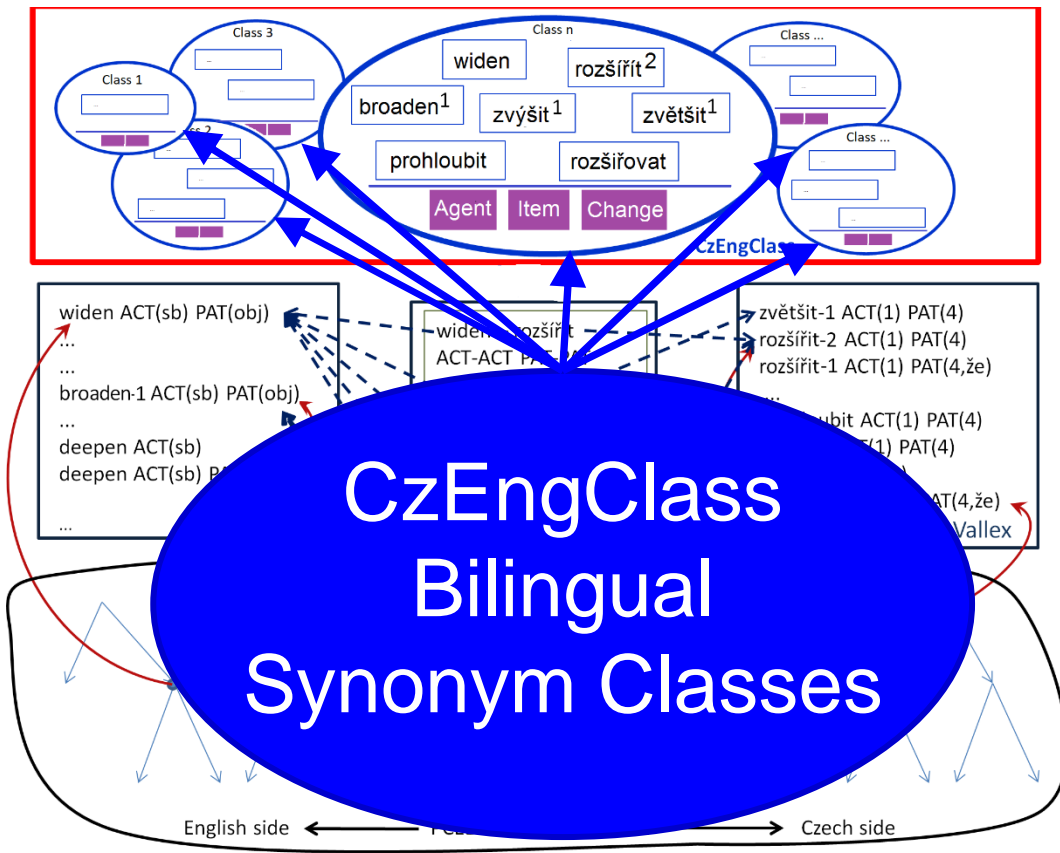 Class 3
Class n
Class ...
Class 1
widen
rozšířít2
broaden1
zvýšit1
zvětšit1
2
Class ...
prohloubit
rozšiřovat
Agent
Item
Change
CzEngClass
widen ACT(sb) PAT(obj)
...
...
broaden-1 ACT(sb) PAT(obj)
...
deepen ACT(sb)
deepen ACT(sb)
...
rozšířit
ACT-ACT
zvětšit-1 ACT(1) PAT(4)
rozšířit-2 ACT(1) PAT(4)
rozšířit-1 ACT(1) PAT(4,že)
...
ACT(1) PAT(4)
PAT(4)
Vallex
CzEngClass
Bilingual
Synonym Classes
English side
Czech side